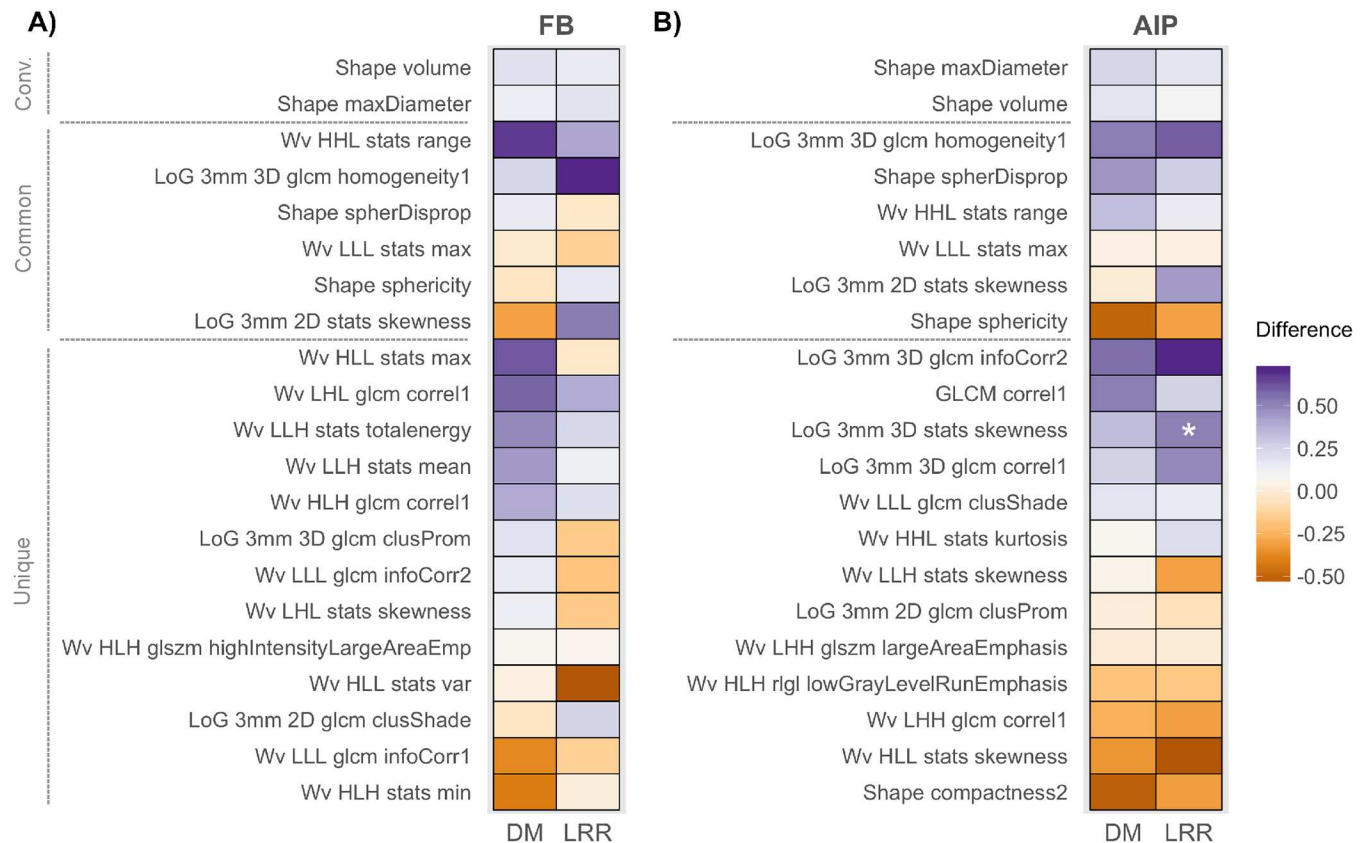 A)
FB
Conv.
Shape volume
Shape maxDiameter
Common
Wv HHL stats range
LoG 3mm 3D glcm homogeneity1
Shape spherDisprop
Wv LLL stats max
Shape sphericity
LoG 3mm 2D stats skewness
Unique
Wv HLL stats max
Wv LHL glcm correl1
Wv LLH stats totalenergy
Wv LLH stats mean
Wv HLH glcm correl1
LoG 3mm 3D glcm clusProm
Wv LLL glcm infoCorr2
Wv LHL stats skewness
Wv HLH glszm highIntensityLargeAreaEmp
Wv HLL stats var
LoG 3mm 2D glcm clusShade
Wv LLL glcm infoCorr1
Wv HLH stats min
DM LRR
B)
AIP
Shape maxDiameter
Shape volume
LoG 3mm 3D glcm homogeneity1
Shape spherDisprop
Wv HHL stats range
Wv LLL stats max
LoG 3mm 2D stats skewness
Shape sphericity
LoG 3mm 3D glcm infoCorr2
GLCM correl1
LoG 3mm 3D stats skewness
*
LoG 3mm 3D glcm correl1
Wv LLL glcm clusShade
Wv HHL stats kurtosis
Wv LLH stats skewness
LoG 3mm 2D glcm clusProm
Wv LHH glszm largeAreaEmphasis
Wv HLH rlgl lowGrayLevelRunEmphasis
Wv LHH glcm correl1
Wv HLL stats skewness
Shape compactness2
DM LRR
Difference
0.50
0.25
0.00
-0.25
-0.50